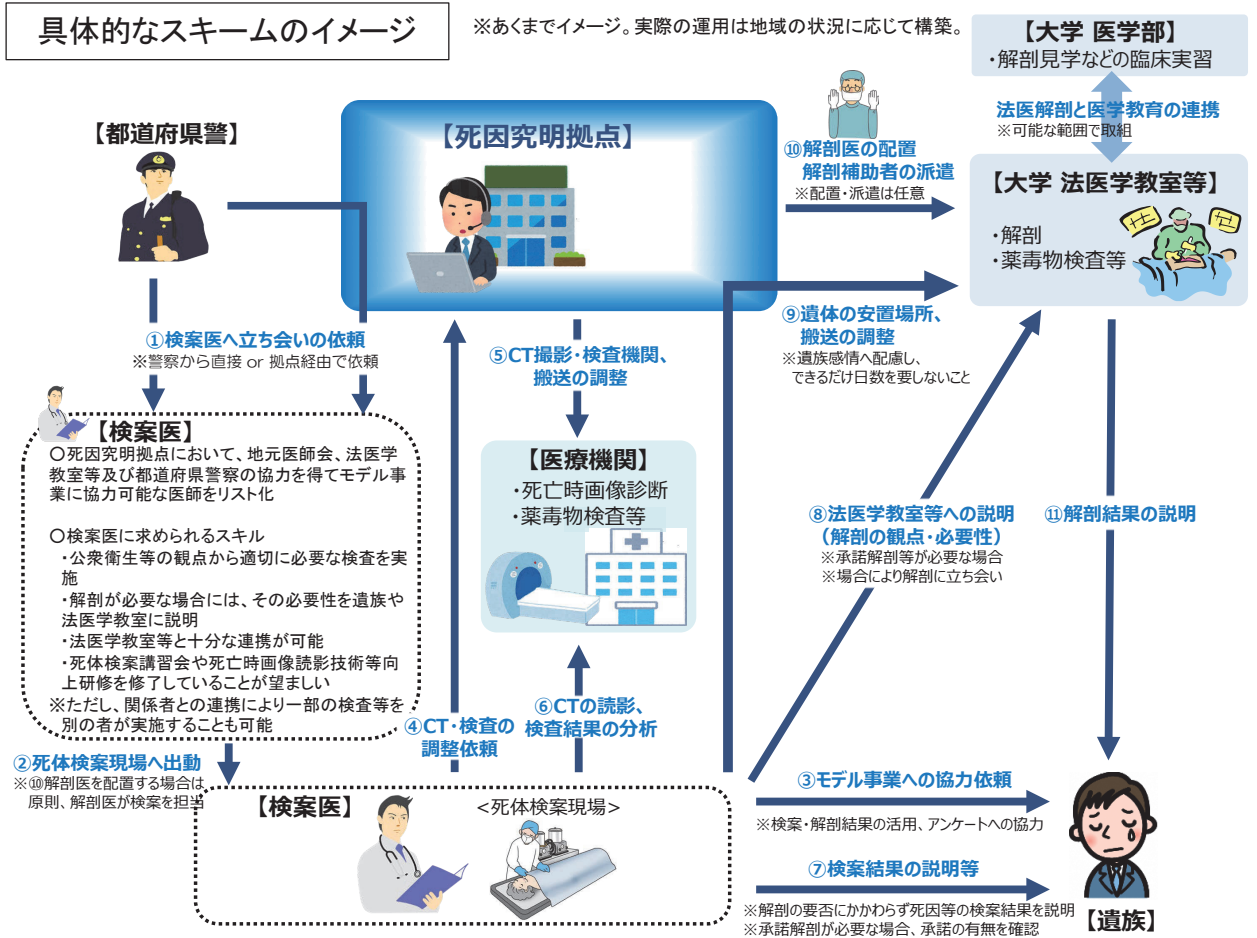 具体的なスキームのイメージ
※あくまでイメージ。実際の運用は地域の状況に応じて構築。
【大学 医学部】
・解剖見学などの臨床実習
法医解剖と医学教育の連携
※可能な範囲で取組
【都道府県警】
【死因究明拠点】
⑩解剖医の配置
解剖補助者の派遣
※配置・派遣は任意
【大学 法医学教室等】
・解剖
・薬毒物検査等
①検案医へ立ち会いの依頼
※警察から直接 or 拠点経由で依頼
⑤CT撮影・検査機関、
搬送の調整
⑨遺体の安置場所、
搬送の調整
※遺族感情へ配慮し、
できるだけ日数を要しないこと
【検案医】
〇死因究明拠点において、地元医師会、法医学
教室等及び都道府県警察の協力を得てモデル事
業に協力可能な医師をリスト化
〇検案医に求められるスキル
・公衆衛生等の観点から適切に必要な検査を実
施
・解剖が必要な場合には、その必要性を遺族や
法医学教室に説明
・法医学教室等と十分な連携が可能
・死体検案講習会や死亡時画像読影技術等向
上研修を修了していることが望ましい
※ただし、関係者との連携により一部の検査等を
別の者が実施することも可能
【医療機関】
・死亡時画像診断
・薬毒物検査等
⑧法医学教室等への説明
（解剖の観点・必要性）
※承諾解剖等が必要な場合
※場合により解剖に立ち会い
⑪解剖結果の説明
④CT・検査の
調整依頼
⑥CTの読影、
検査結果の分析
②死体検案現場へ出動
※⑩解剖医を配置する場合は
原則、解剖医が検案を担当
【検案医】
<死体検案現場>
③モデル事業への協力依頼
※検案・解剖結果の活用、アンケートへの協力
⑦検案結果の説明等
※解剖の要否にかかわらず死因等の検案結果を説明
※承諾解剖が必要な場合、承諾の有無を確認
【遺族】